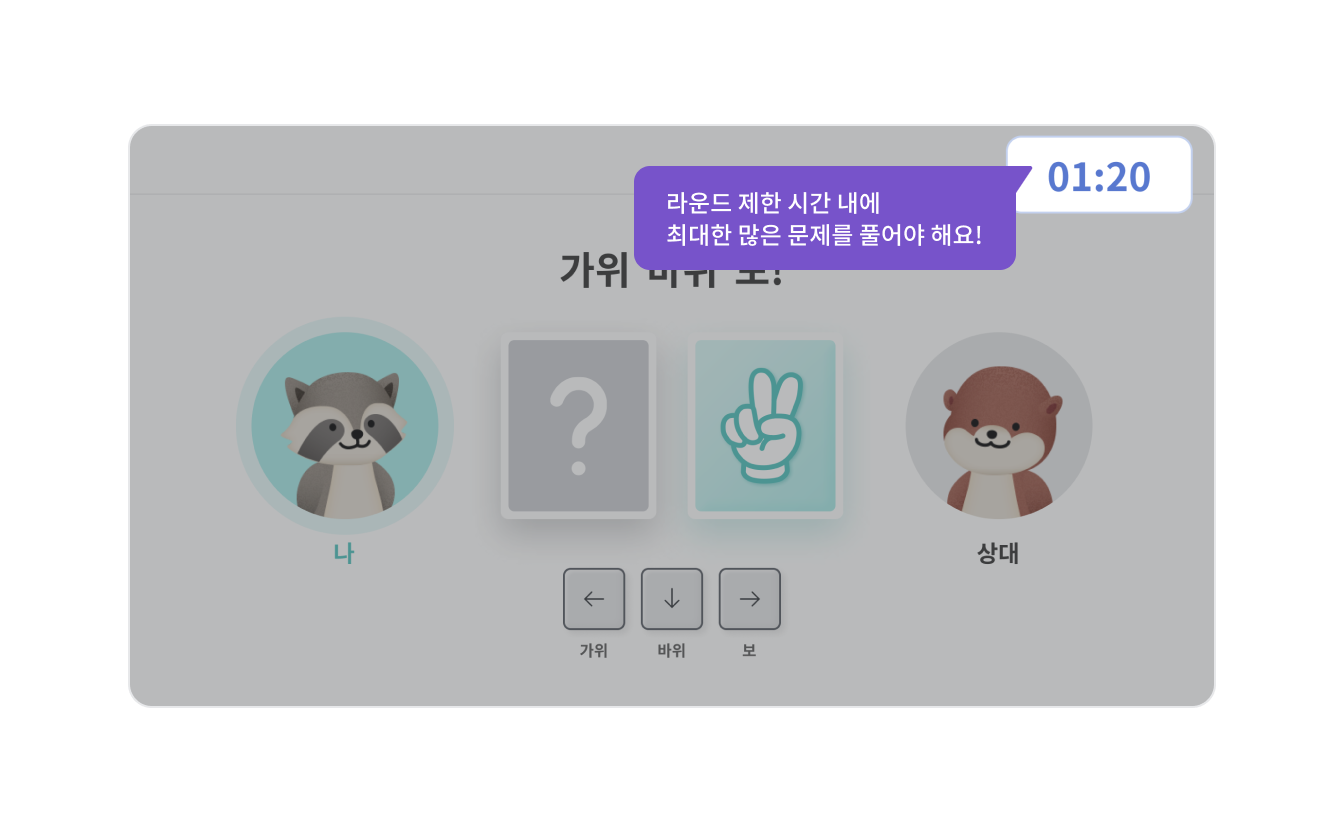 01:20
라운드 제한 시간 내에
최대한 많은 문제를 풀어야 해요!
가위 바위 보!
?
나
상대
← ↓ →
가위 바위 보